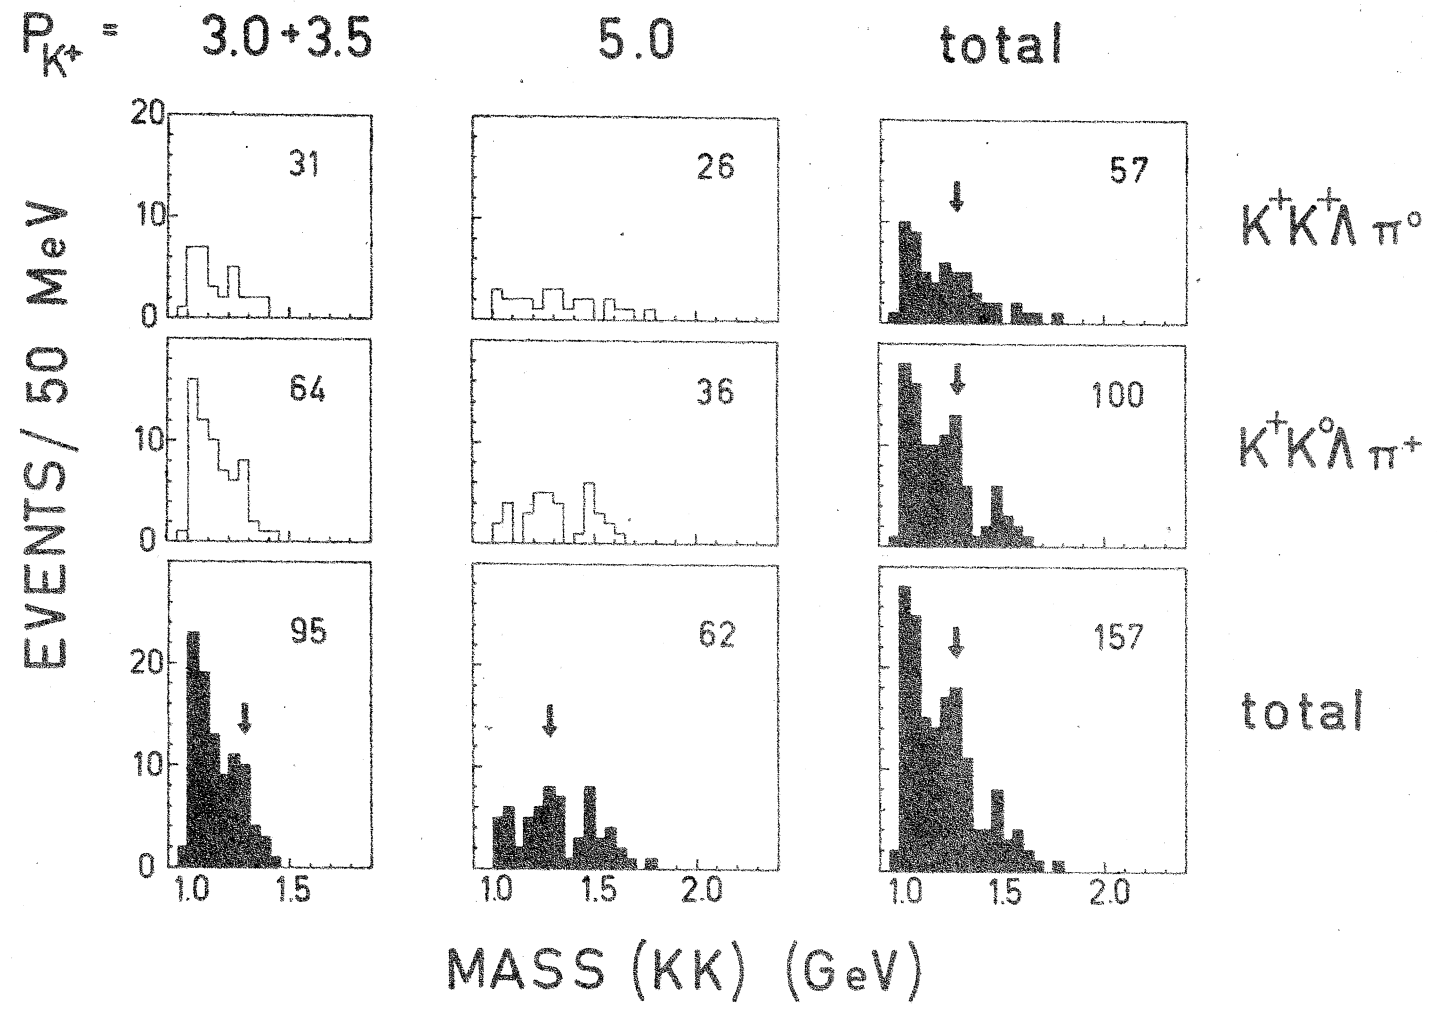 P_K+ = 3.0+3.5 5.0 total
EVENTS/50 MeV
20
31 26 57
10
0
K⁺K⁺Λπ⁰
64 36 100
10
0
K⁺K⁰Λπ⁺
95 62 157
20
10
0
total
1.0 1.5 1.0 1.5 2.0 1.0 1.5 2.0
MASS (KK) (GeV)